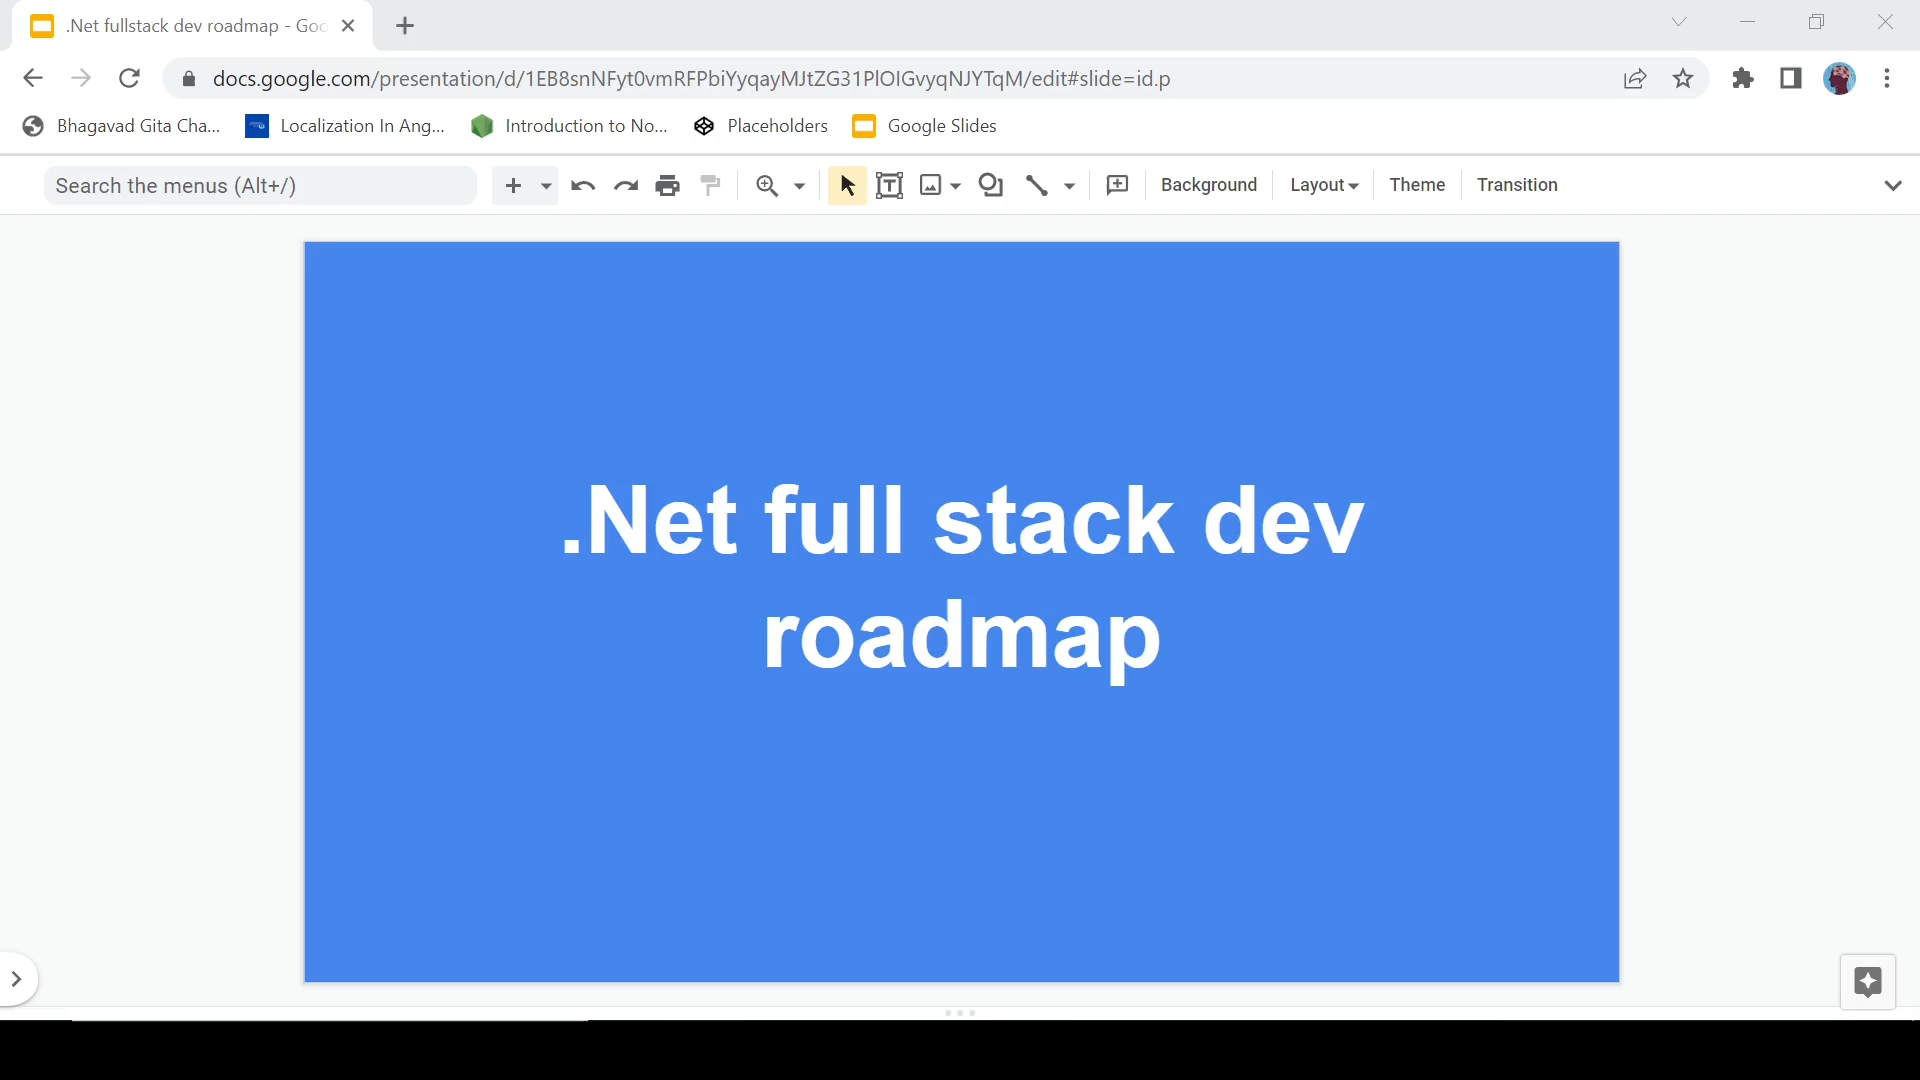 .Net fullstack dev roadmap - Goo
docs.google.com/presentation/d/1EB8snNFyt0vmRFPbiYyqayMJtZG31PlOIGvyqNJYTqM/edit#slide=id.p
Bhagavad Gita Cha... Localization In Ang... Introduction to No... Placeholders Google Slides
Search the menus (Alt+/) Background Layout Theme Transition
.Net full stack dev
roadmap